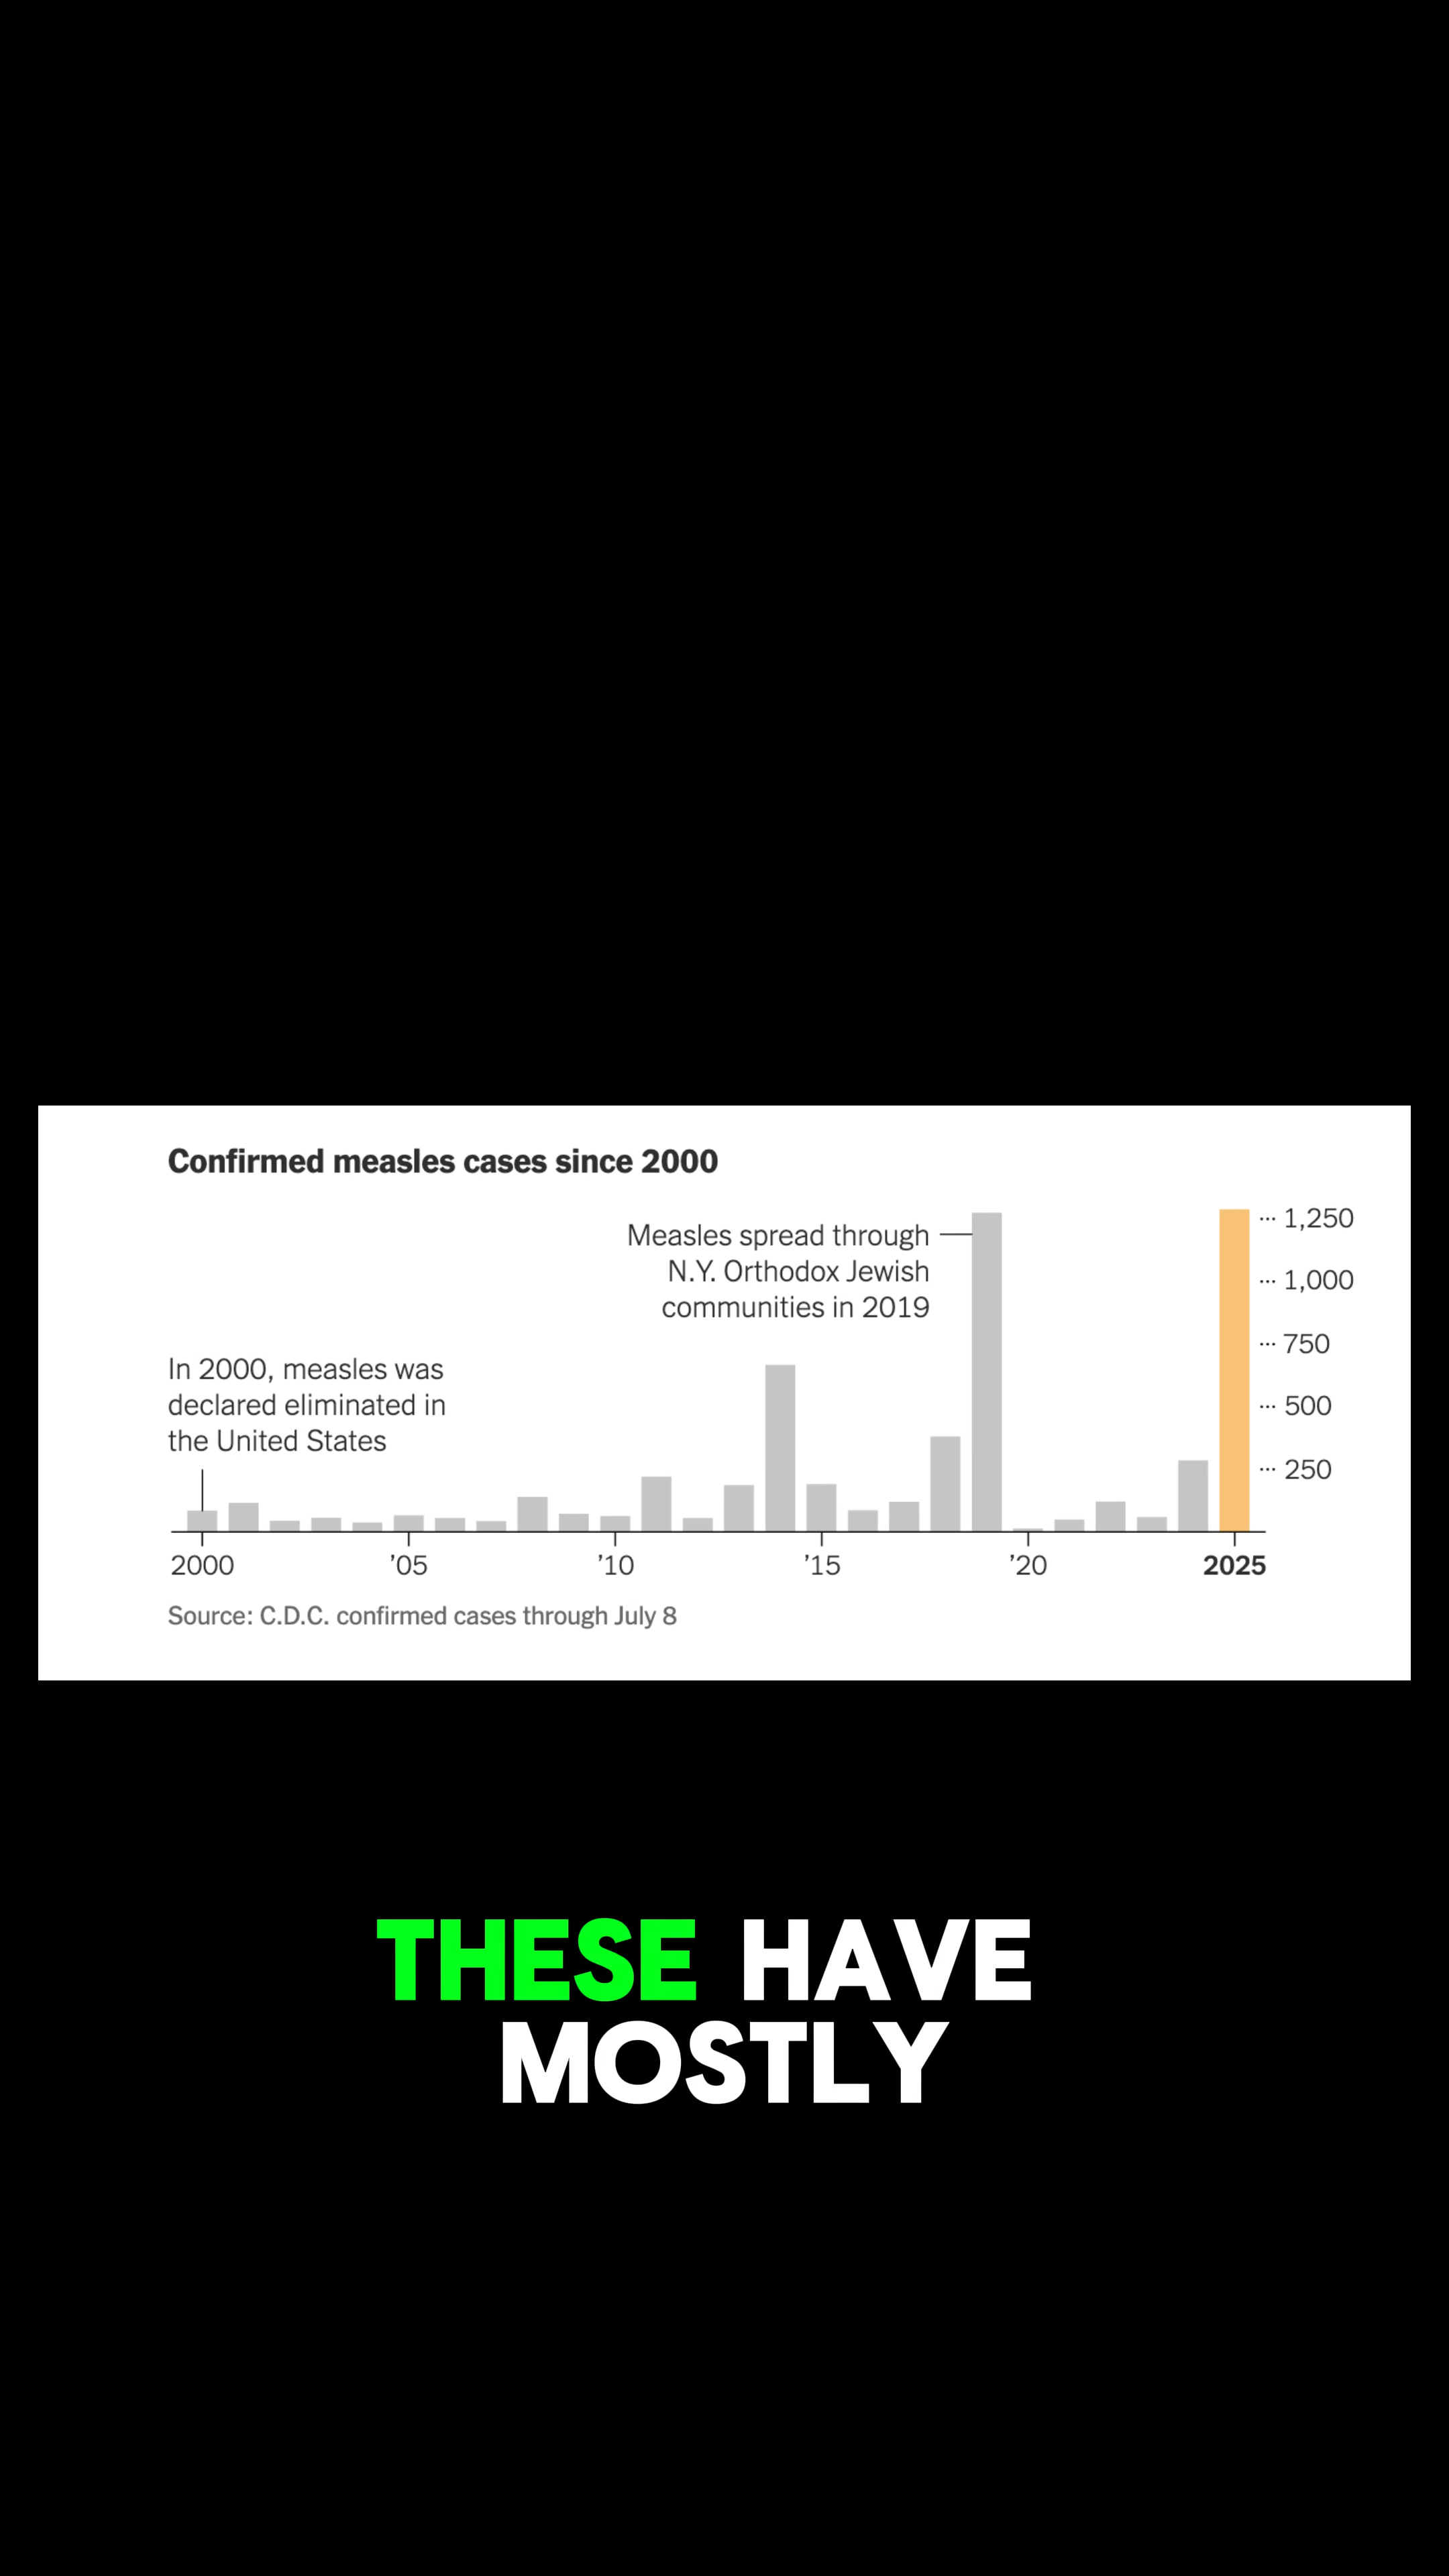 Confirmed measles cases since 2000
Measles spread through
N.Y. Orthodox Jewish
communities in 2019
In 2000, measles was
declared eliminated in
the United States
··· 1,250
··· 1,000
··· 750
··· 500
··· 250
2000 ’05 ’10 ’15 ’20 2025
Source: C.D.C. confirmed cases through July 8
THESE HAVE
MOSTLY